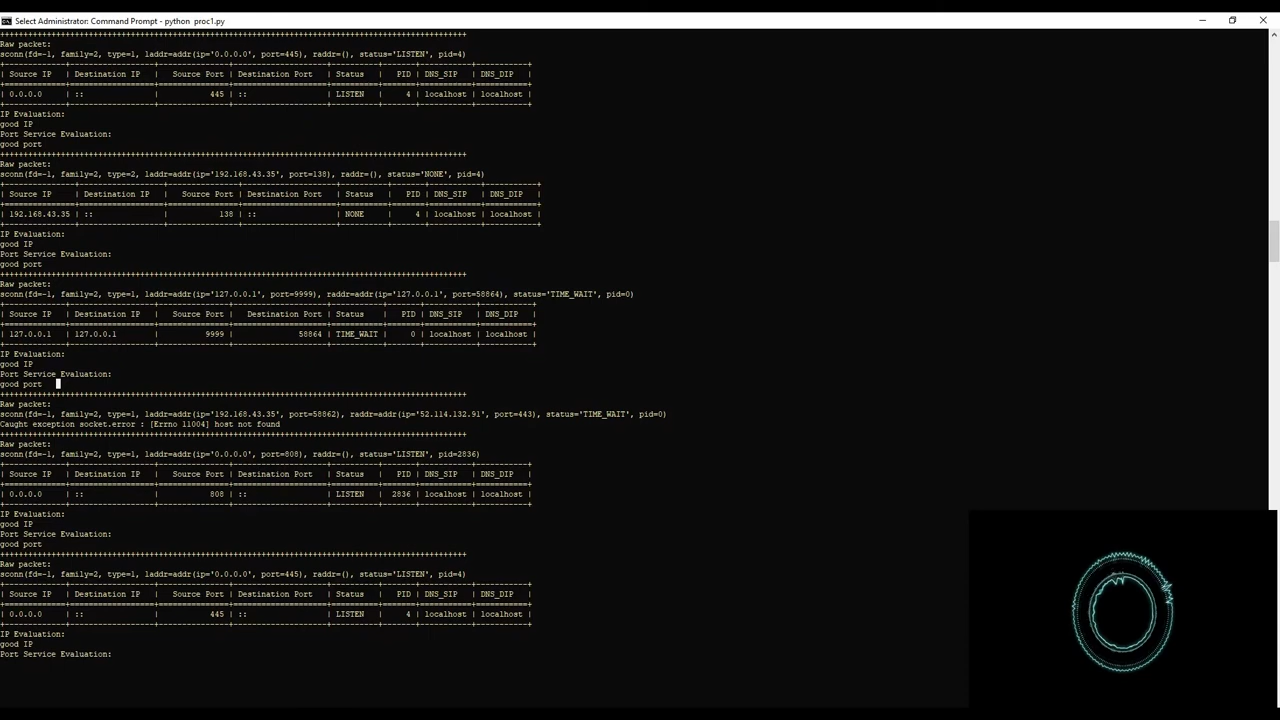 Select Administrator: Command Prompt - python proc1.py
++++++++++++++++++++++++++++++++++++++++++++++++++++++++++++++++++++++++++++++++++++
Raw packet:
sconn(fd=-1, family=2, type=1, laddr=addr(ip='0.0.0.0', port=445), raddr=(), status='LISTEN', pid=4)
| Source IP | Destination IP | Source Port | Destination Port | Status | PID | DNS_SIP | DNS_DIP |
| 0.0.0.0 | :: | 445 | :: | LISTEN | 4 | localhost | localhost |
IP Evaluation:
good IP
Port Service Evaluation:
good port
++++++++++++++++++++++++++++++++++++++++++++++++++++++++++++++++++++++++++++++++++++
Raw packet:
sconn(fd=-1, family=2, type=2, laddr=addr(ip='192.168.43.35', port=138), raddr=(), status='NONE', pid=4)
| Source IP | Destination IP | Source Port | Destination Port | Status | PID | DNS_SIP | DNS_DIP |
| 192.168.43.35 | :: | 138 | :: | NONE | 4 | localhost | localhost |
IP Evaluation:
good IP
Port Service Evaluation:
good port
++++++++++++++++++++++++++++++++++++++++++++++++++++++++++++++++++++++++++++++++++++
Raw packet:
sconn(fd=-1, family=2, type=1, laddr=addr(ip='127.0.0.1', port=9999), raddr=addr(ip='127.0.0.1', port=58864), status='TIME_WAIT', pid=0)
| Source IP | Destination IP | Source Port | Destination Port | Status | PID | DNS_SIP | DNS_DIP |
| 127.0.0.1 | 127.0.0.1 | 9999 | 58864 | TIME_WAIT | 0 | localhost | localhost |
IP Evaluation:
good IP
Port Service Evaluation:
good port
++++++++++++++++++++++++++++++++++++++++++++++++++++++++++++++++++++++++++++++++++++
Raw packet:
sconn(fd=-1, family=2, type=1, laddr=addr(ip='192.168.43.35', port=58862), raddr=addr(ip='52.114.132.91', port=443), status='TIME_WAIT', pid=0)
Caught exception socket.error : [Errno 11004] host not found
++++++++++++++++++++++++++++++++++++++++++++++++++++++++++++++++++++++++++++++++++++
Raw packet:
sconn(fd=-1, family=2, type=1, laddr=addr(ip='0.0.0.0', port=808), raddr=(), status='LISTEN', pid=2836)
| Source IP | Destination IP | Source Port | Destination Port | Status | PID | DNS_SIP | DNS_DIP |
| 0.0.0.0 | :: | 808 | :: | LISTEN | 2836 | localhost | localhost |
IP Evaluation:
good IP
Port Service Evaluation:
good port
++++++++++++++++++++++++++++++++++++++++++++++++++++++++++++++++++++++++++++++++++++
Raw packet:
sconn(fd=-1, family=2, type=1, laddr=addr(ip='0.0.0.0', port=445), raddr=(), status='LISTEN', pid=4)
| Source IP | Destination IP | Source Port | Destination Port | Status | PID | DNS_SIP | DNS_DIP |
| 0.0.0.0 | :: | 445 | :: | LISTEN | 4 | localhost | localhost |
IP Evaluation:
good IP
Port Service Evaluation: